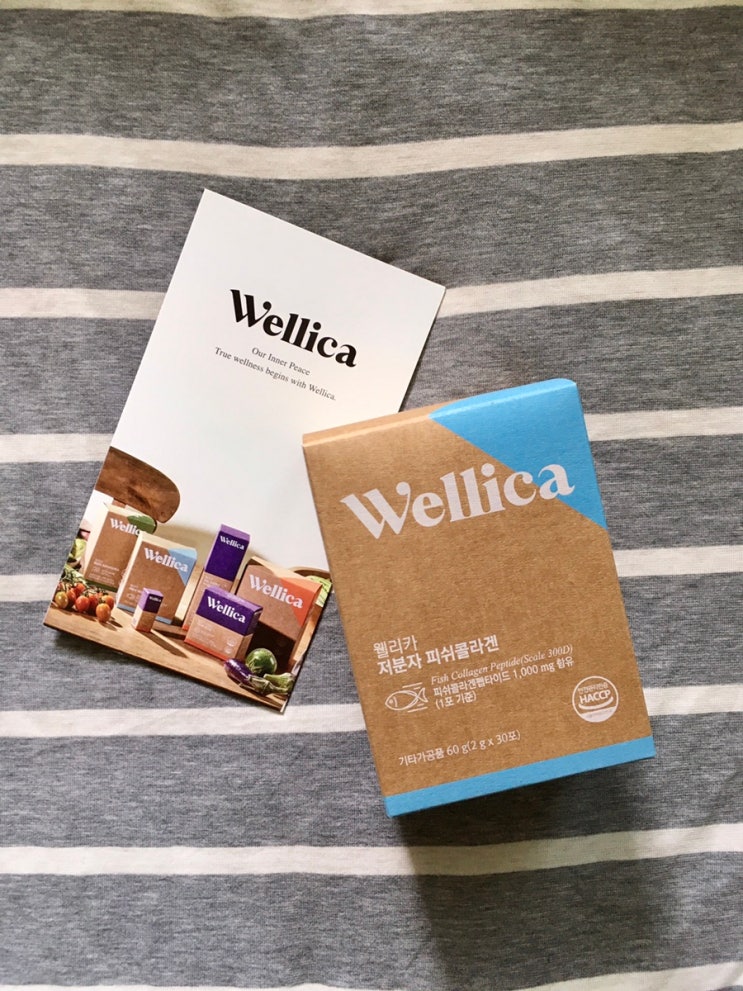 Wellica
Our Inner Peace
True wellness begins with Wellica.
Wellica
Wellica
Wellica
Wellica
Wellica
Wellica
웰리카
저분자 피쉬콜라겐
Fish Collagen Peptide(Scale 300D)
피쉬콜라겐펩타이드 1,000 mg 함유
(1포 기준)
HACCP
기타가공품 60 g(2 g x 30포)